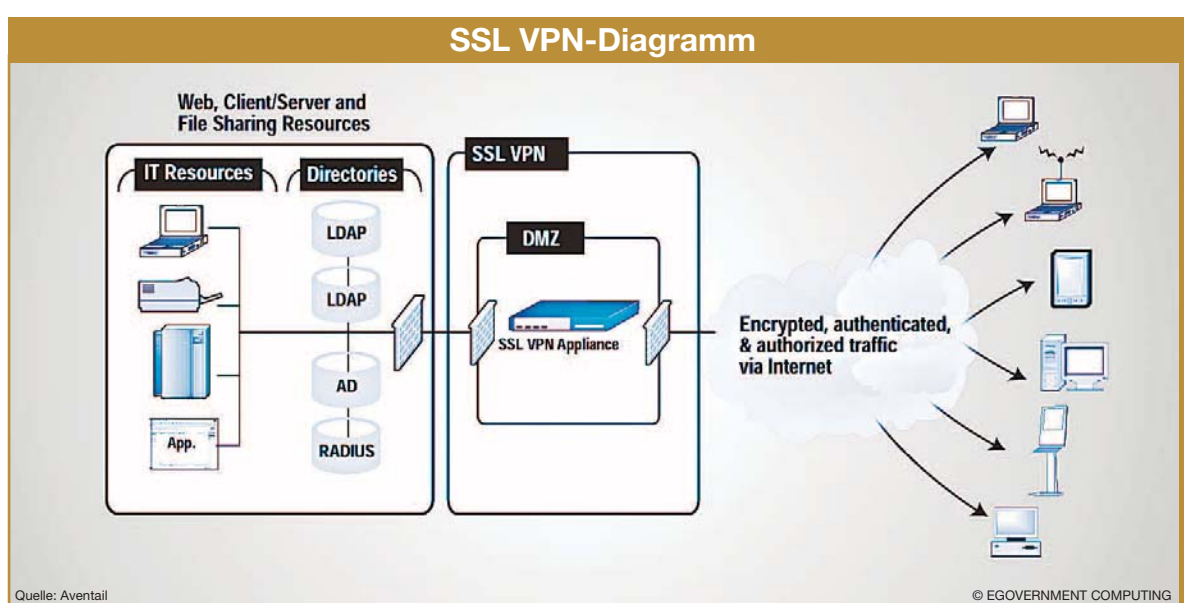 SSL VPN-Diagramm
Web, Client/Server and
File Sharing Resources
IT Resources
Directories
LDAP
LDAP
AD
RADIUS
App.
SSL VPN
DMZ
SSL VPN Appliance
Encrypted, authenticated,
& authorized traffic
via Internet
Quelle: Aventail
© EGOVERNMENT COMPUTING